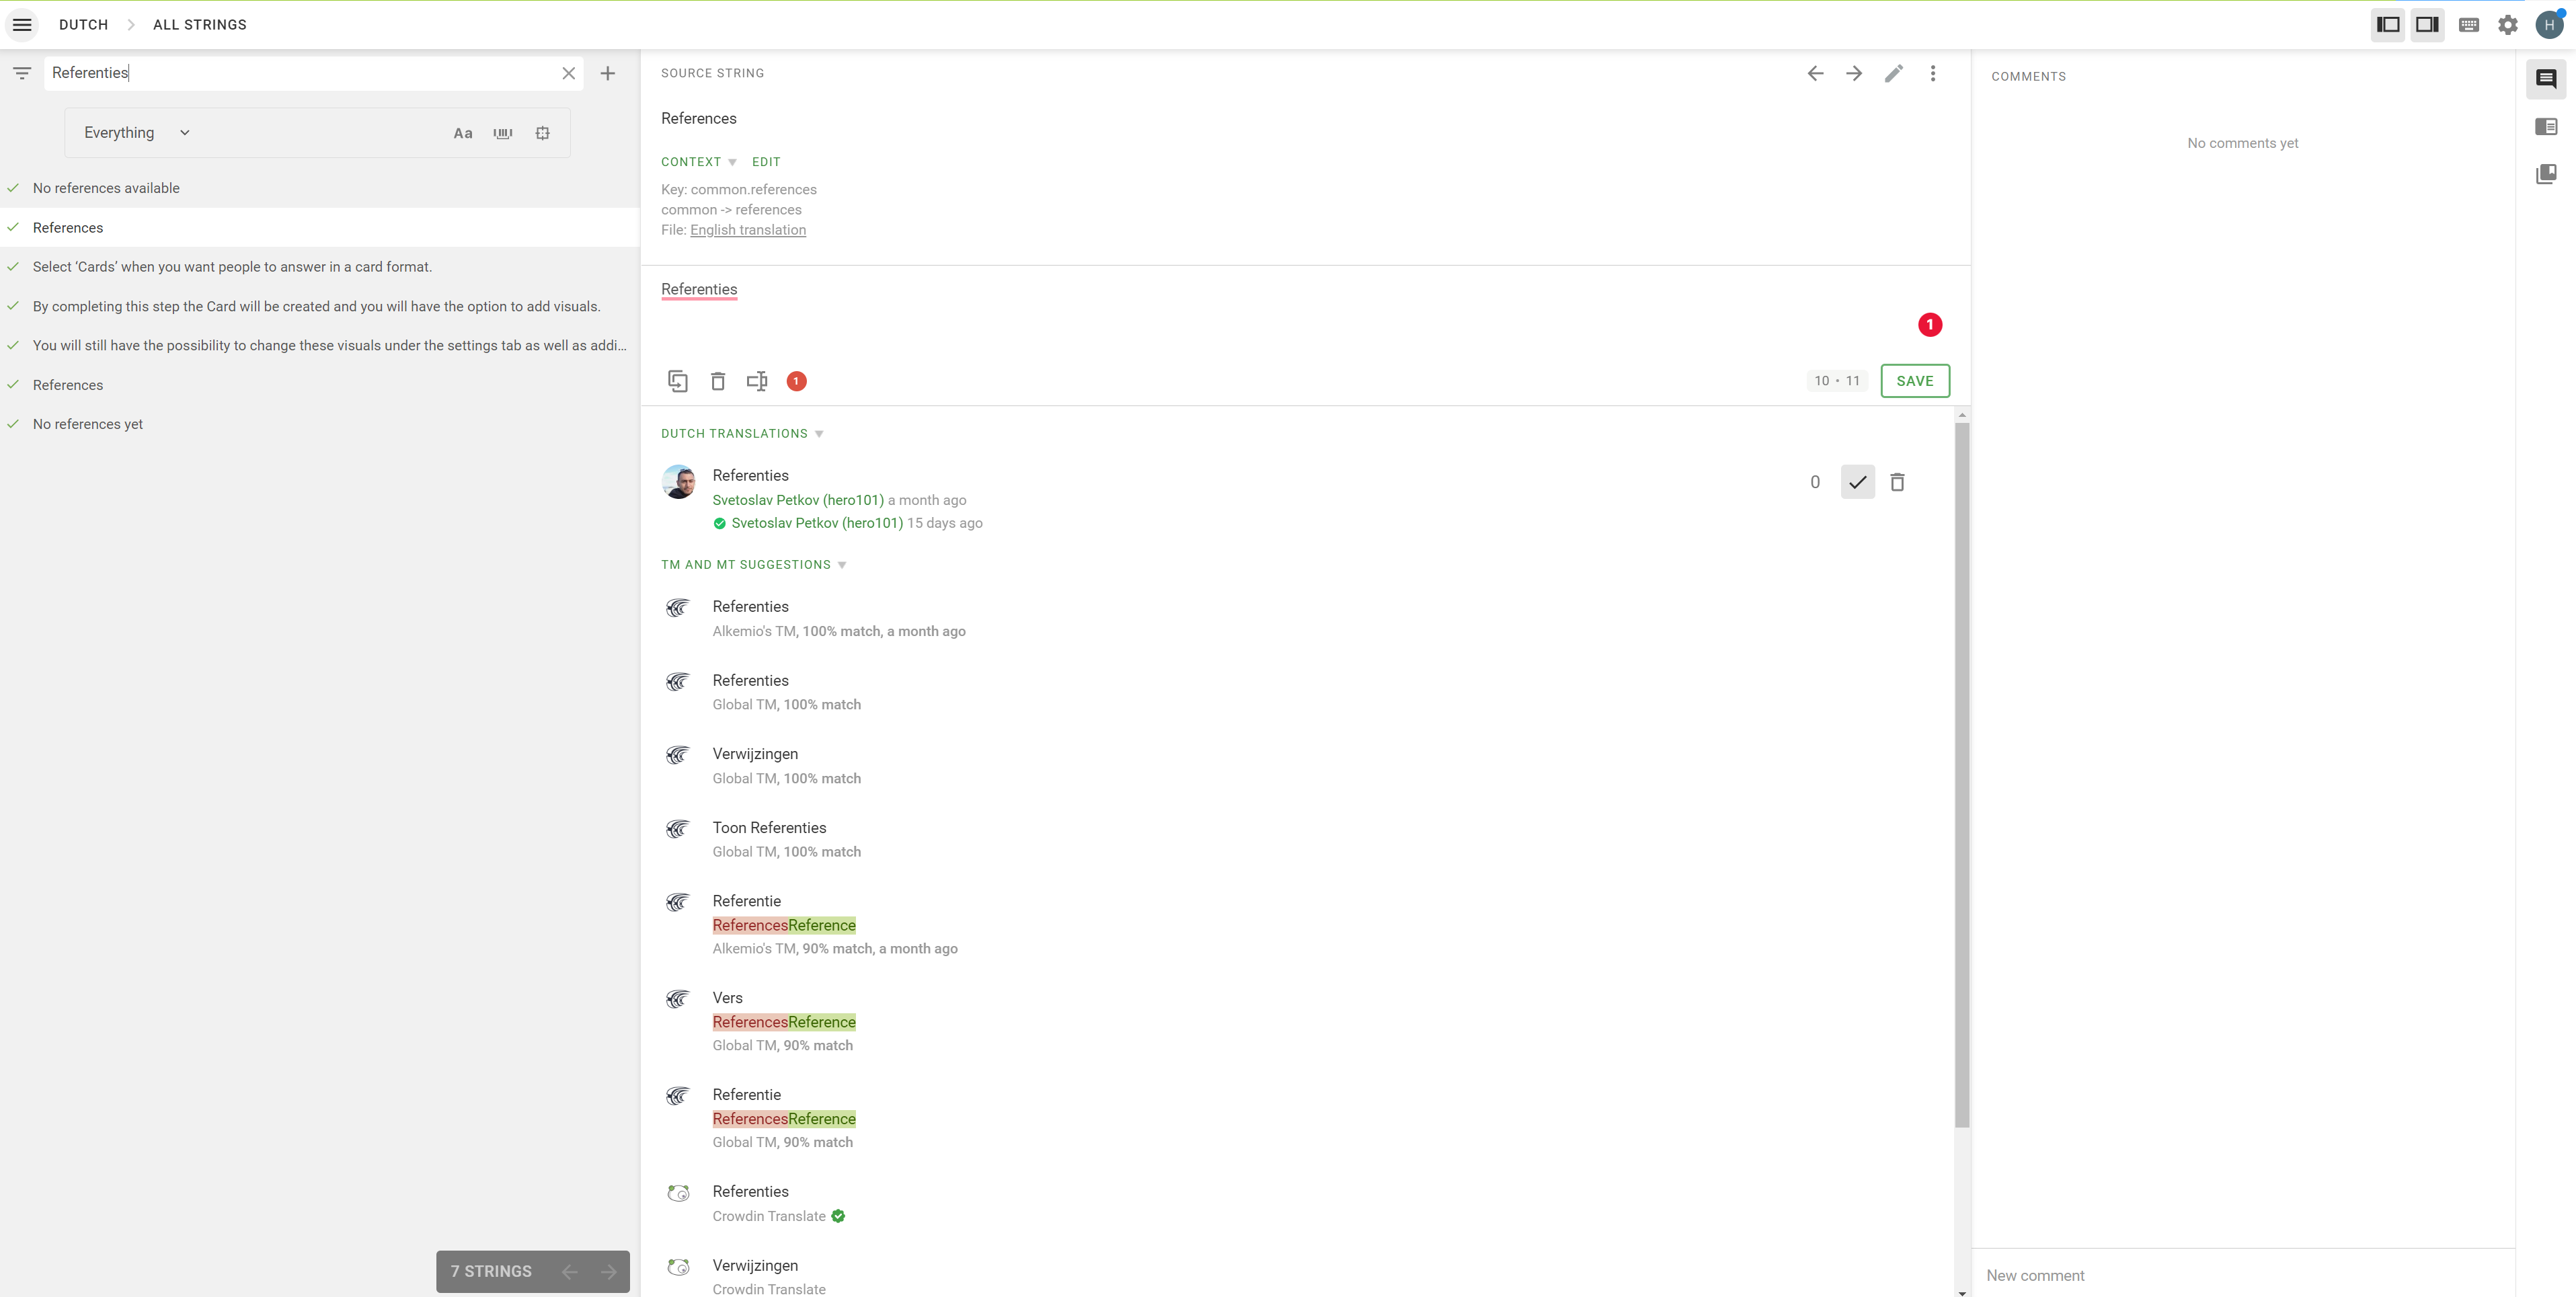 DUTCH
ALL STRINGS
H
Referenties
Everything
Aa
No references available
References
Select ‘Cards’ when you want people to answer in a card format.
By completing this step the Card will be created and you will have the option to add visuals.
You will still have the possibility to change these visuals under the settings tab as well as addi...
References
No references yet
7 STRINGS
SOURCE STRING
References
CONTEXT
EDIT
Key: common.references
common -> references
File: English translation
Referenties
1
1
10 • 11
SAVE
DUTCH TRANSLATIONS
Referenties
Svetoslav Petkov (hero101) a month ago
Svetoslav Petkov (hero101) 15 days ago
0
TM AND MT SUGGESTIONS
Referenties
Alkemio's TM, 100% match, a month ago
Referenties
Global TM, 100% match
Verwijzingen
Global TM, 100% match
Toon Referenties
Global TM, 100% match
Referentie
ReferencesReference
Alkemio's TM, 90% match, a month ago
Vers
ReferencesReference
Global TM, 90% match
Referentie
ReferencesReference
Global TM, 90% match
Referenties
Crowdin Translate
Verwijzingen
Crowdin Translate
COMMENTS
No comments yet
New comment